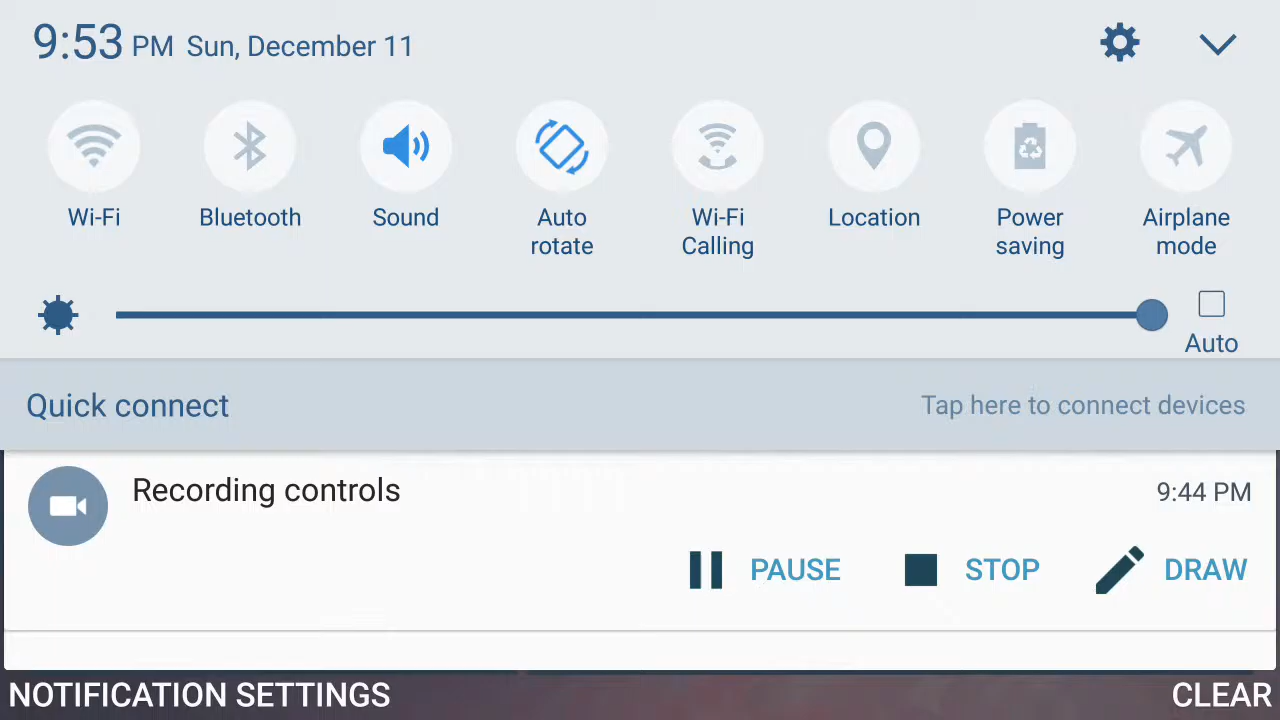 9:53 PM Sun, December 11
Wi-Fi
Bluetooth
Sound
Auto
rotate
Wi-Fi
Calling
Location
Power
saving
Airplane
mode
Auto
Quick connect
Tap here to connect devices
Recording controls
9:44 PM
PAUSE
STOP
DRAW
NOTIFICATION SETTINGS
CLEAR